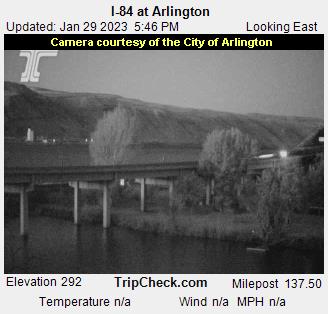 I-84 at Arlington
Updated: Jan 29 2023 5:46 PM Looking East
Camera courtesy of the City of Arlington
Elevation 292 TripCheck.com Milepost 137.50
Temperature n/a Wind n/a MPH n/a